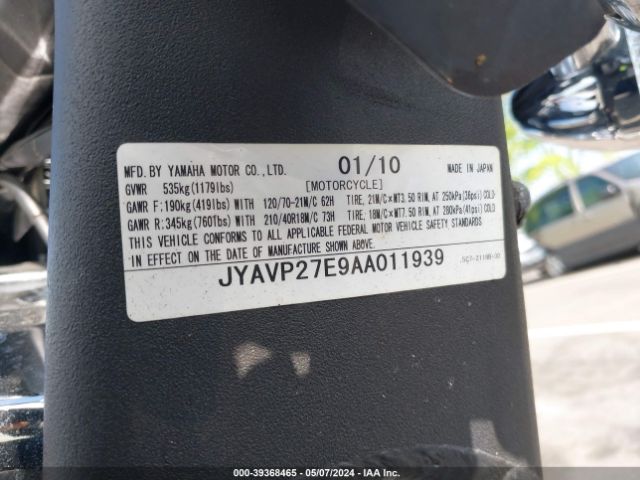 MFD. BY YAMAHA MOTOR CO.,LTD. 01/10 MADE IN JAPAN
GVWR 535kg(1179lbs) [MOTORCYCLE]
GAWR F:190kg(419lbs) WITH 120/70-21M/C 62H TIRE, 21M/C×MT3.50 RIM, AT 250kPa(36psi) COLD
GAWR R:345kg(760lbs) WITH 210/40R18M/C 73H TIRE, 18M/C×MT7.50 RIM, AT 280kPa(41psi) COLD
THIS VEHICLE CONFORMS TO ALL APPLICABLE FEDERAL MOTOR VEHICLE SAFETY STANDARDS
IN EFFECT ON THE DATE OF MANUFACTURE SHOWN ABOVE.
JYAVP27E9AA011939
000-39368465 - 05/07/2024 - IAAI.COM